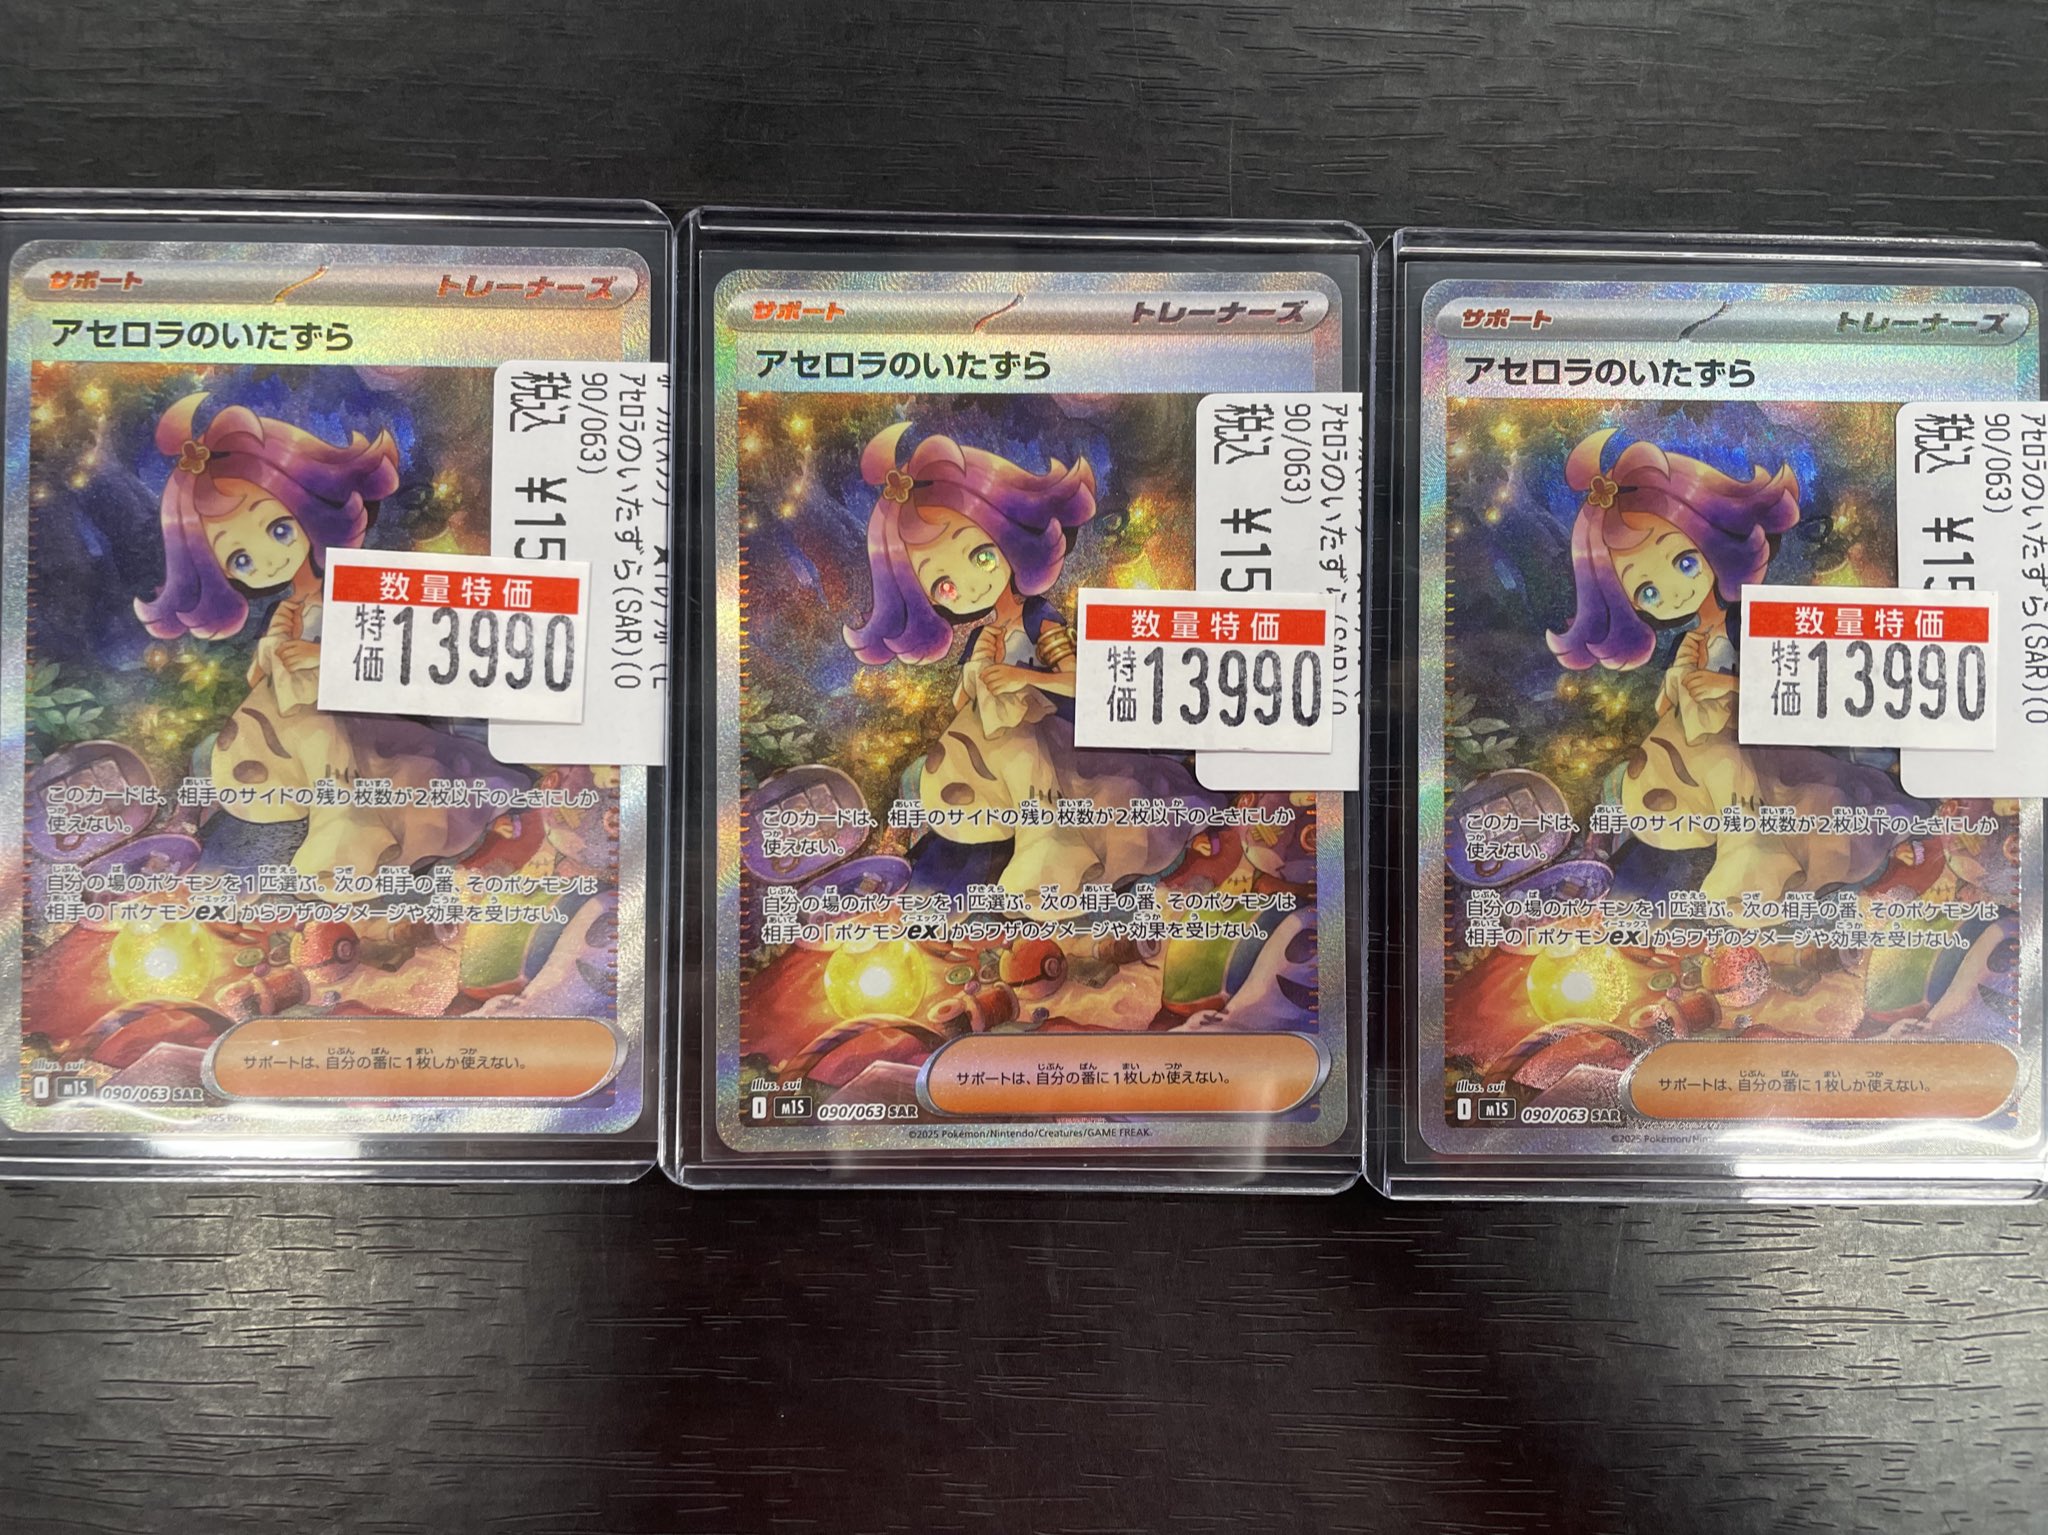 サポート
トレーナーズ
アセロラのいたずら
税込 ¥15
アセロラのいたずら(SAR)(0
90/063)
数量特価
特価 13990
このカードは、相手のサイドの残り枚数が2枚以下のときにしか
使えない。
自分の場のポケモンを1匹選ぶ。次の相手の番、そのポケモンは
相手の「ポケモンex」からワザのダメージや効果を受けない。
サポートは、自分の番に1枚しか使えない。
Illus. sui
I M1S 090/063 SAR
サポート
トレーナーズ
アセロラのいたずら
税込 ¥15
アセロラのいたずら(SAR)(0
90/063)
数量特価
特価 13990
このカードは、相手のサイドの残り枚数が2枚以下のときにしか
使えない。
自分の場のポケモンを1匹選ぶ。次の相手の番、そのポケモンは
相手の「ポケモンex」からワザのダメージや効果を受けない。
サポートは、自分の番に1枚しか使えない。
Illus. sui
I M1S 090/063 SAR
©2025 Pokémon/Nintendo/Creatures/GAME FREAK.
サポート
トレーナーズ
アセロラのいたずら
税込 ¥15
アセロラのいたずら(SAR)(0
90/063)
数量特価
特価 13990
このカードは、相手のサイドの残り枚数が2枚以下のときにしか
使えない。
自分の場のポケモンを1匹選ぶ。次の相手の番、そのポケモンは
相手の「ポケモンex」からワザのダメージや効果を受けない。
サポートは、自分の番に1枚しか使えない。
Illus. sui
I M1S 090/063 SAR
©2025 Pokémon